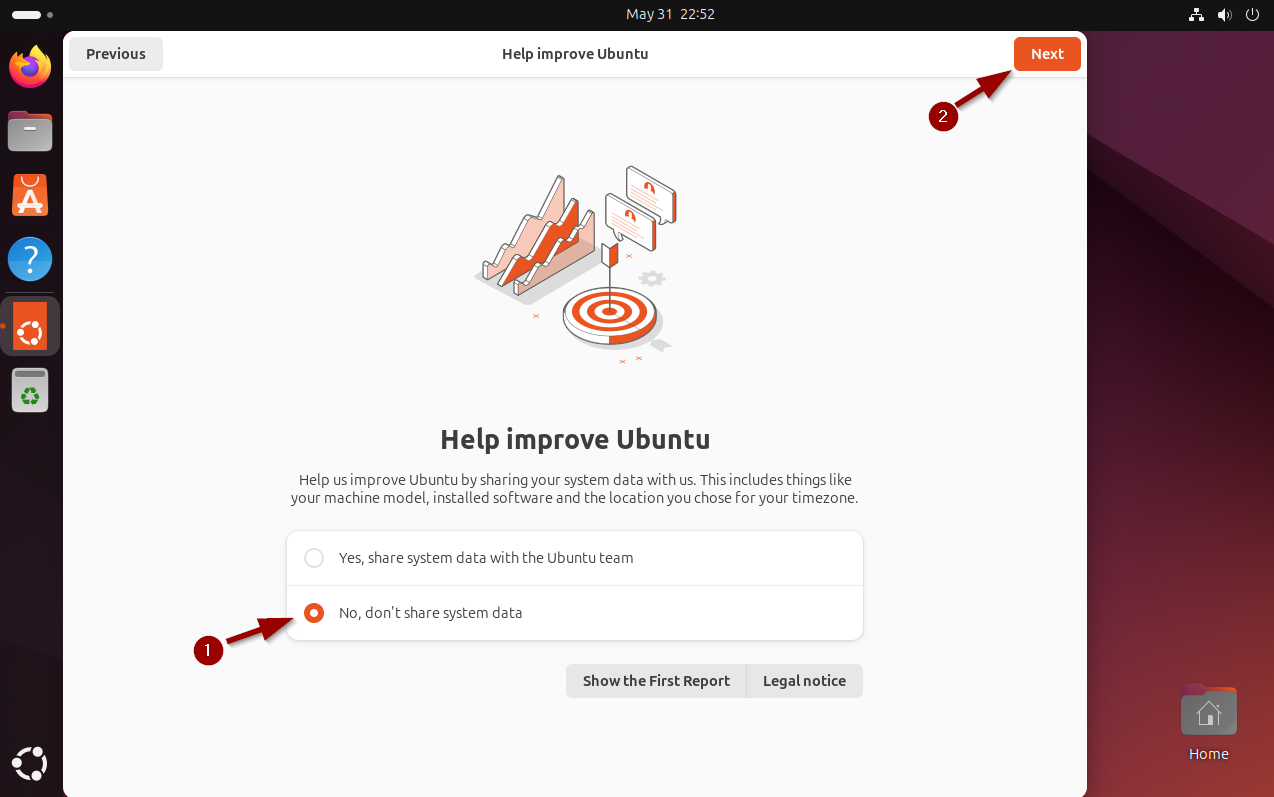 May 31 22:52
Previous
Help improve Ubuntu
Next
2
Help improve Ubuntu
Help us improve Ubuntu by sharing your system data with us. This includes things like
your machine model, installed software and the location you chose for your timezone.
Yes, share system data with the Ubuntu team
No, don't share system data
1
Show the First Report
Legal notice
Home